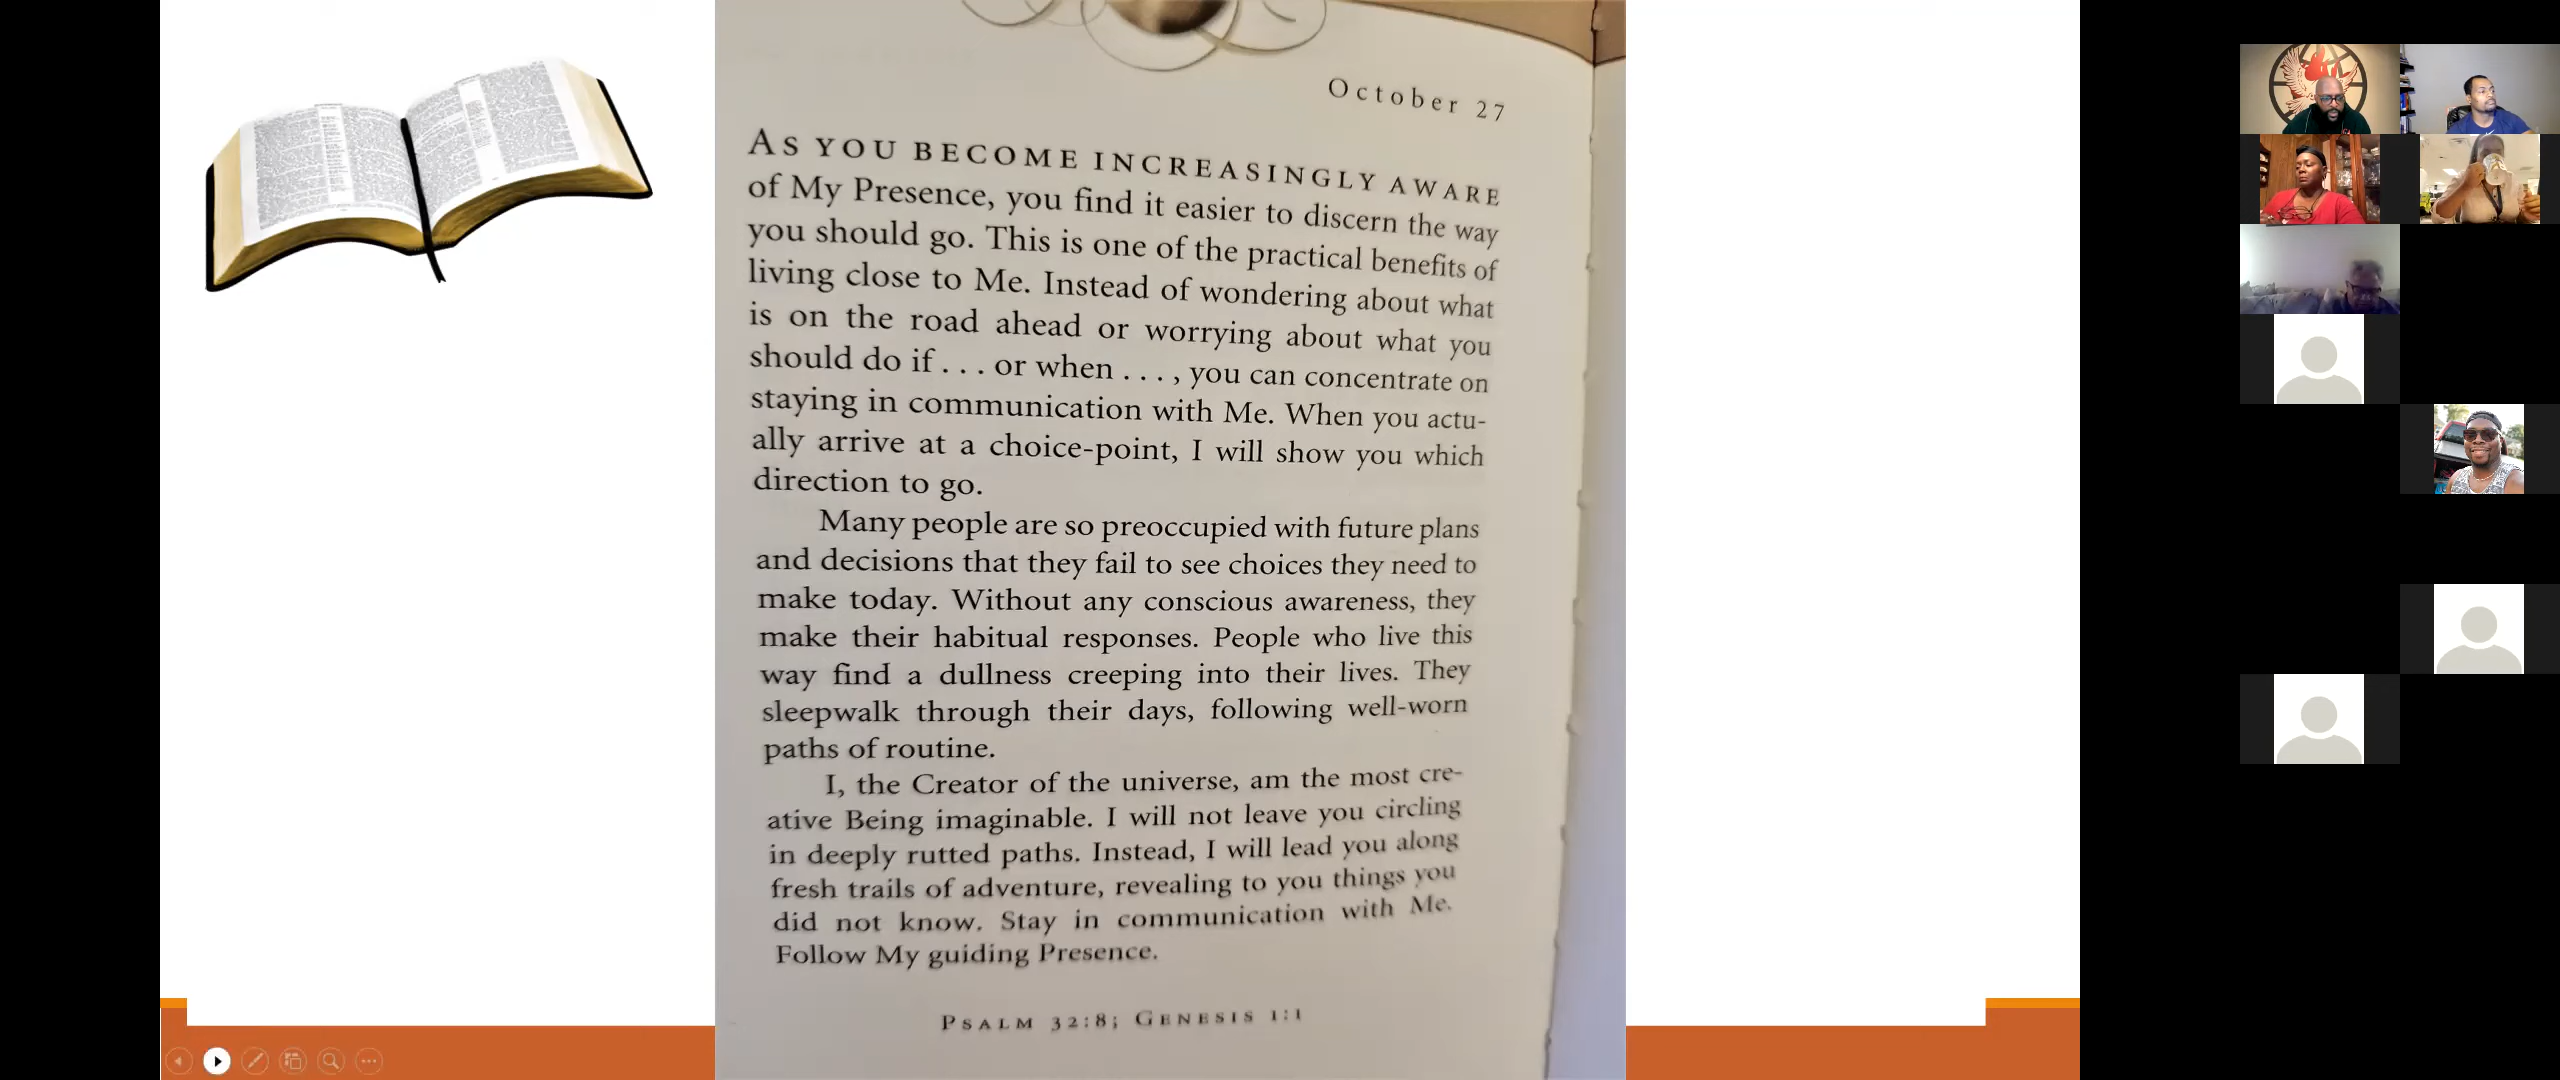 October 27
AS YOU BECOME INCREASINGLY AWARE
of My Presence, you find it easier to discern the way
you should go. This is one of the practical benefits of
living close to Me. Instead of wondering about what
is on the road ahead or worrying about what you
should do if . . . or when . . . , you can concentrate on
staying in communication with Me. When you actu-
ally arrive at a choice-point, I will show you which
direction to go.
Many people are so preoccupied with future plans
and decisions that they fail to see choices they need to
make today. Without any conscious awareness, they
make their habitual responses. People who live this
way find a dullness creeping into their lives. They
sleepwalk through their days, following well-worn
paths of routine.
I, the Creator of the universe, am the most cre-
ative Being imaginable. I will not leave you circling
in deeply rutted paths. Instead, I will lead you along
fresh trails of adventure, revealing to you things you
did not know. Stay in communication with Me.
Follow My guiding Presence.
PSALM 32:8; GENESIS 1:1